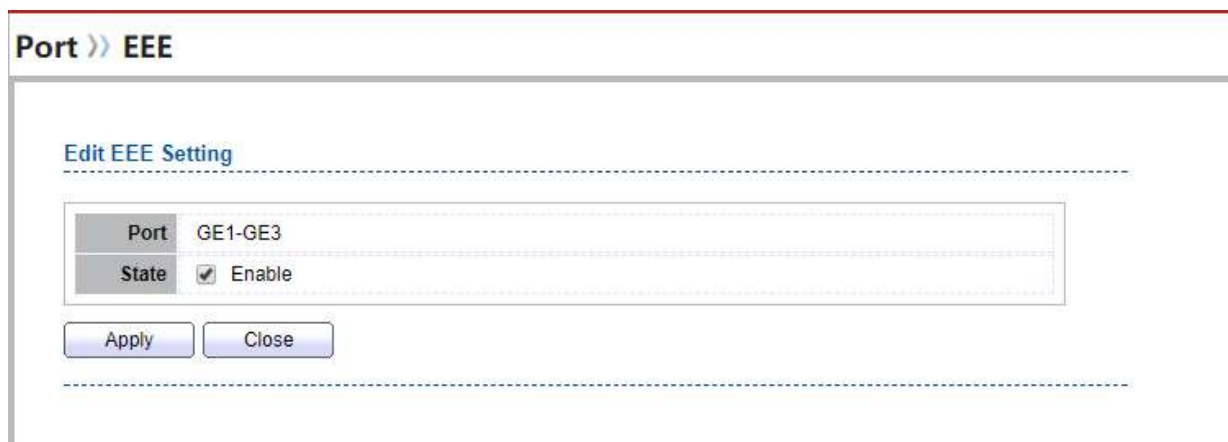 Port » EEE
Edit EEE Setting
Port GE1-GE3
State Enable
Apply Close